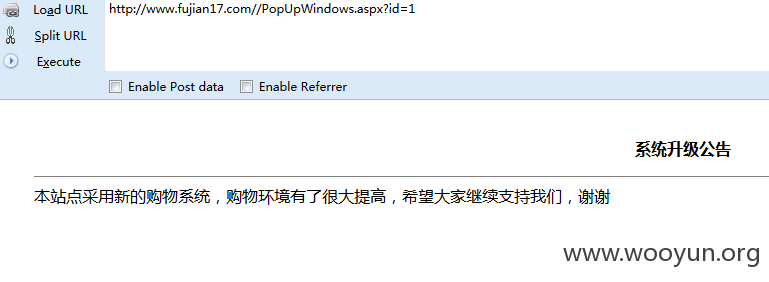 Load URL
http://www.fujian17.com//PopUpWindows.aspx?id=1
Split URL
Execute
Enable Post data
Enable Referrer
系统升级公告
本站点采用新的购物系统，购物环境有了很大提高，希望大家继续支持我们，谢谢
www.wooyun.org